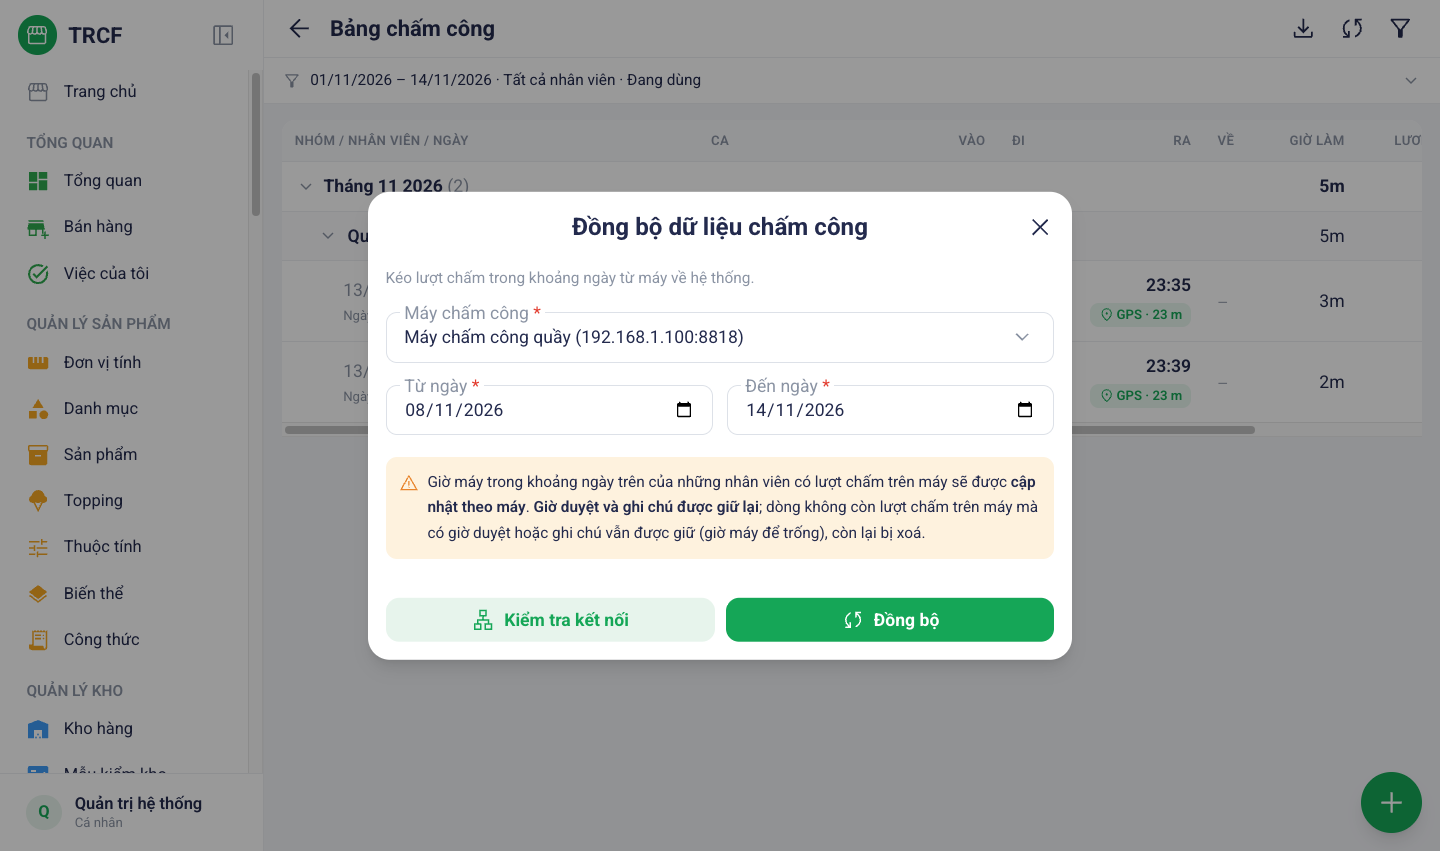 TRCF
Trang chủ
TỔNG QUAN
Tổng quan
Bán hàng
Việc của tôi
QUẢN LÝ SẢN PHẨM
Đơn vị tính
Danh mục
Sản phẩm
Topping
Thuộc tính
Biến thể
Công thức
QUẢN LÝ KHO
Kho hàng
Mẫu kiểm kho
Q
Quản trị hệ thống
Cá nhân
Bảng chấm công
01/11/2026 – 14/11/2026 · Tất cả nhân viên · Đang dùng
NHÓM / NHÂN VIÊN / NGÀY CA VÀO ĐI RA VỀ GIỜ LÀM LƯƠ
Tháng 11 2026 (2) 5m
Qu 5m
13/ 23:35 – 3m
Ngà GPS · 23 m
13/ 23:39 – 2m
Ngà GPS · 23 m
Đồng bộ dữ liệu chấm công
Kéo lượt chấm trong khoảng ngày từ máy về hệ thống.
Máy chấm công *
Máy chấm công quầy (192.168.1.100:8818)
Từ ngày * Đến ngày *
08/11/2026 14/11/2026
Giờ máy trong khoảng ngày trên của những nhân viên có lượt chấm trên máy sẽ được cập
nhật theo máy. Giờ duyệt và ghi chú được giữ lại; dòng không còn lượt chấm trên máy mà
có giờ duyệt hoặc ghi chú vẫn được giữ (giờ máy để trống), còn lại bị xoá.
Kiểm tra kết nối Đồng bộ